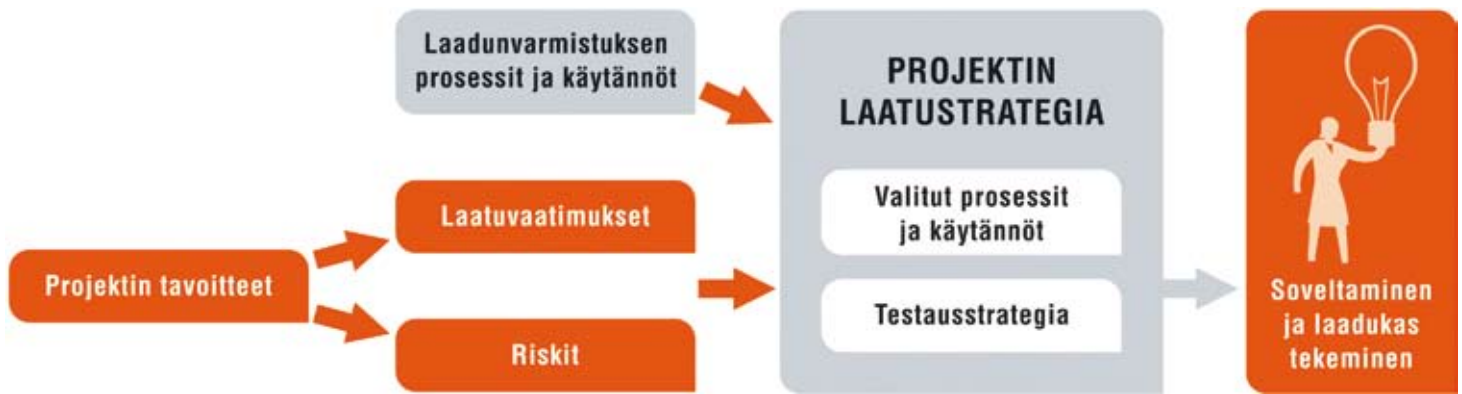 Laadunvarmistuksen
prosessit ja käytännöt
Laatuvaatimukset
Projektin tavoitteet
Riskit
PROJEKTIN
LAATUSTRATEGIA
Valitut prosessit
ja käytännöt
Testausstrategia
Soveltaminen
ja laadukas
tekeminen